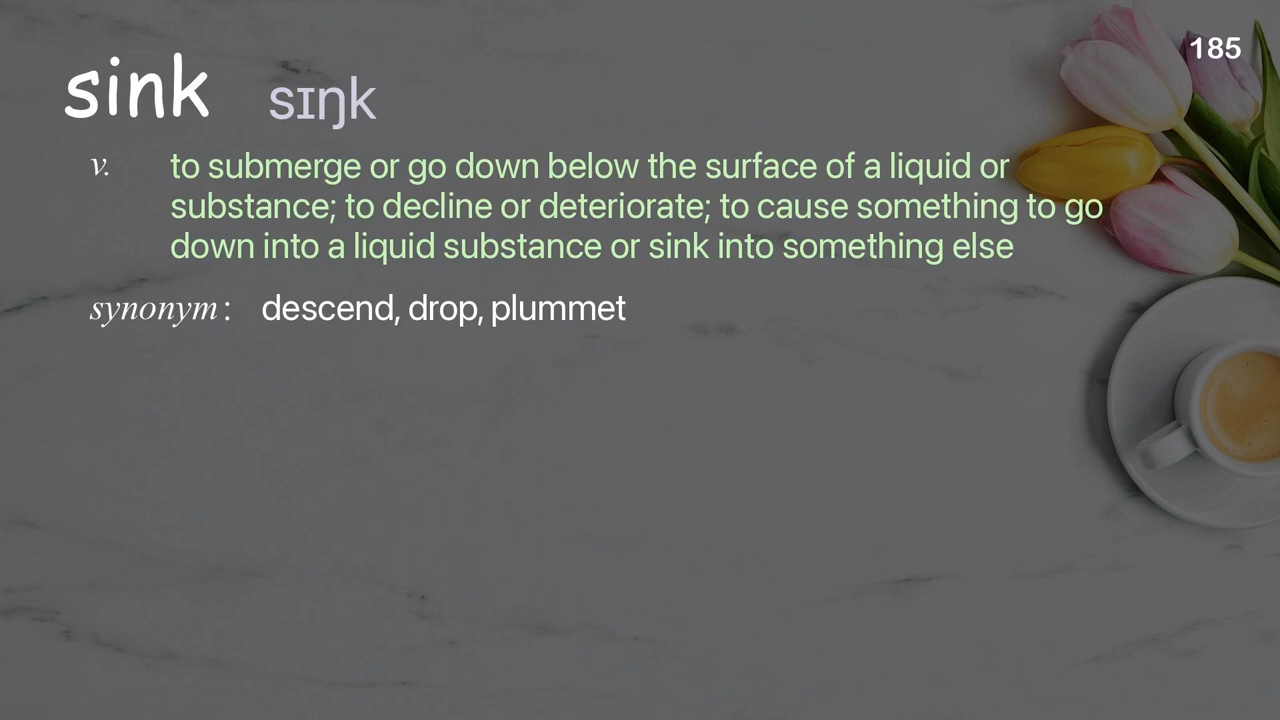 185
sink sɪŋk
v. to submerge or go down below the surface of a liquid or
substance; to decline or deteriorate; to cause something to go
down into a liquid substance or sink into something else
synonym: descend, drop, plummet